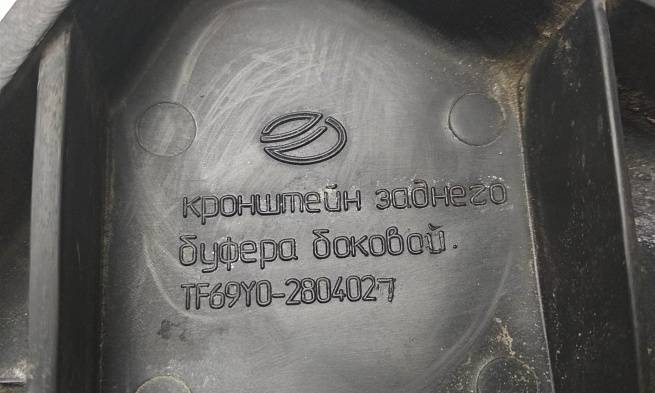 кронштейн заднего
буфера боковой.
TF69Y0-2804027